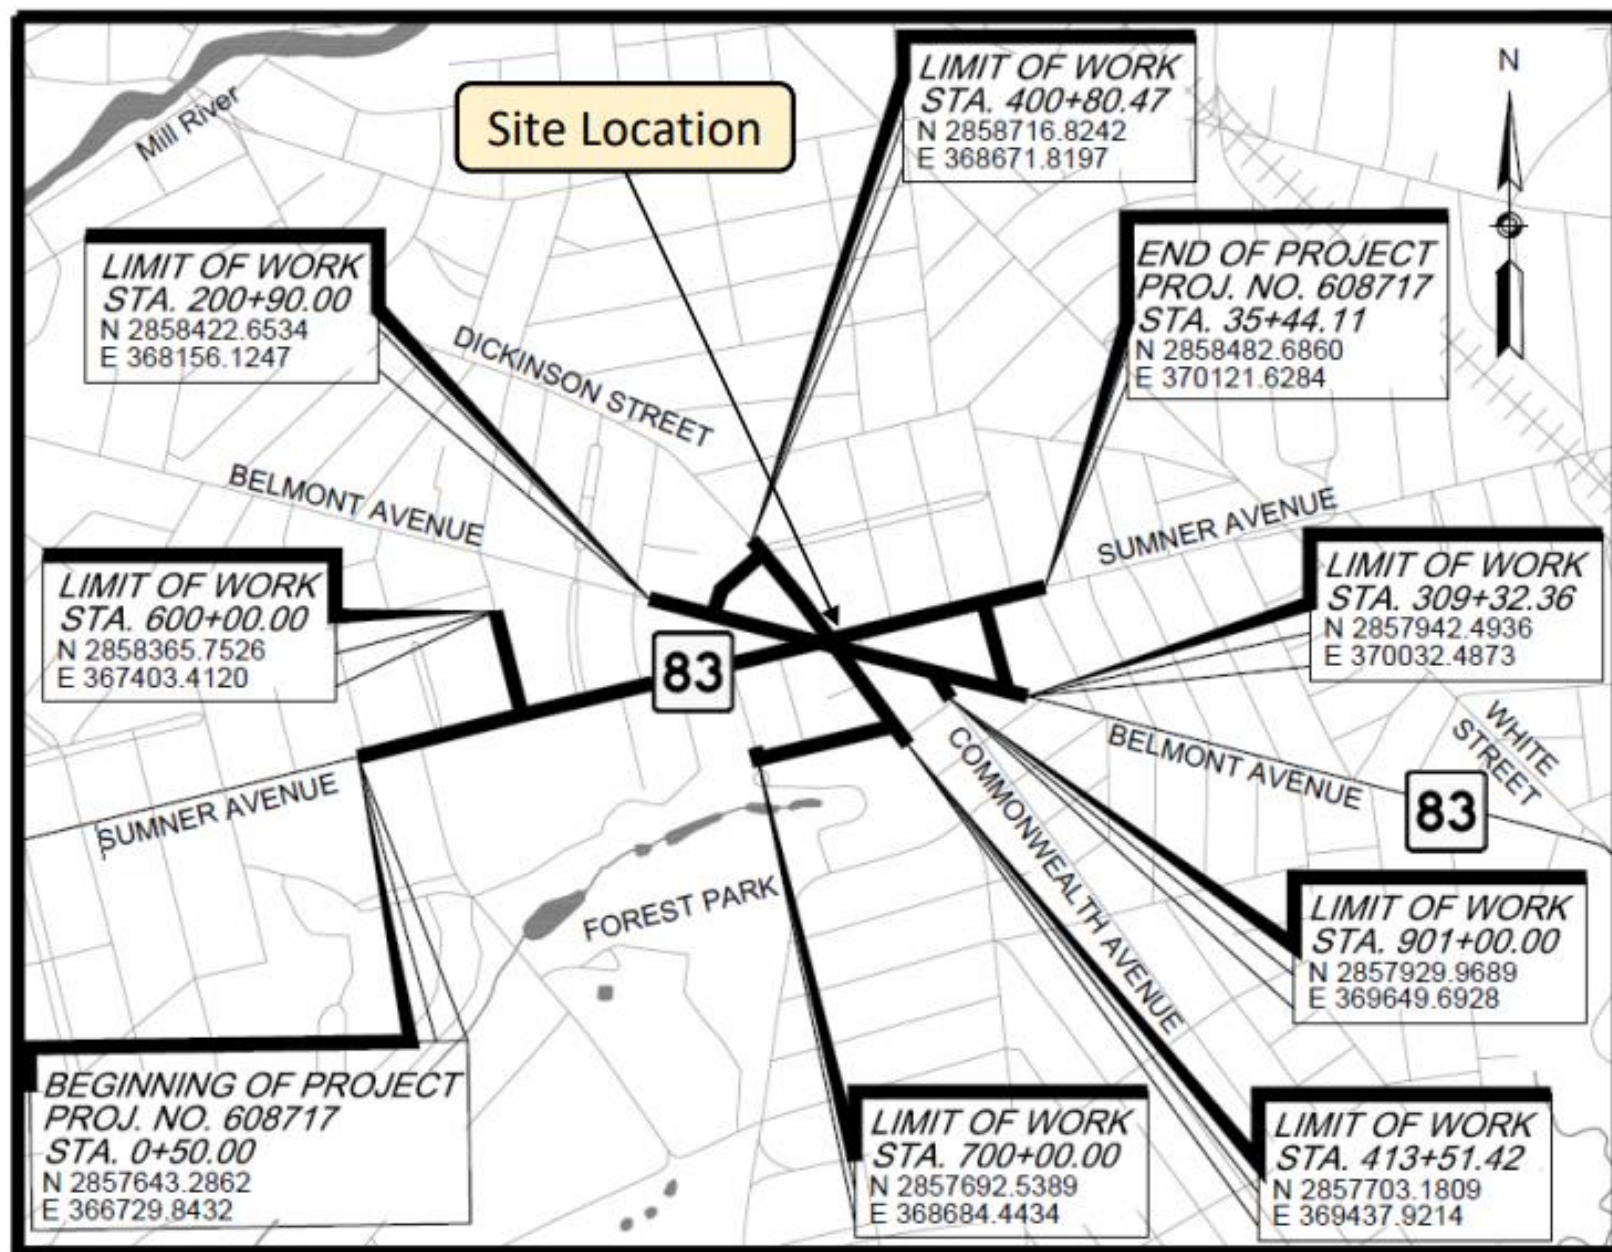 LIMIT OF WORK
STA. 400+80.47
N 2858716.8242
E 368671.8197
N
Mill River
Site Location
LIMIT OF WORK
STA. 200+90.00
N 2858422.6534
E 368156.1247
END OF PROJECT
PROJ. NO. 608717
STA. 35+44.11
N 2858482.6860
E 370121.6284
DICKINSON STREET
BELMONT AVENUE
SUMNER AVENUE
LIMIT OF WORK
STA. 600+00.00
N 2858365.7526
E 367403.4120
LIMIT OF WORK
STA. 309+32.36
N 2857942.4936
E 370032.4873
83
WHITE
STREET
BELMONT AVENUE
83
SUMNER AVENUE
COMMONWEALTH AVENUE
FOREST PARK
LIMIT OF WORK
STA. 901+00.00
N 2857929.9689
E 369649.6928
BEGINNING OF PROJECT
PROJ. NO. 608717
STA. 0+50.00
N 2857643.2862
E 366729.8432
LIMIT OF WORK
STA. 700+00.00
N 2857692.5389
E 368684.4434
LIMIT OF WORK
STA. 413+51.42
N 2857703.1809
E 369437.9214